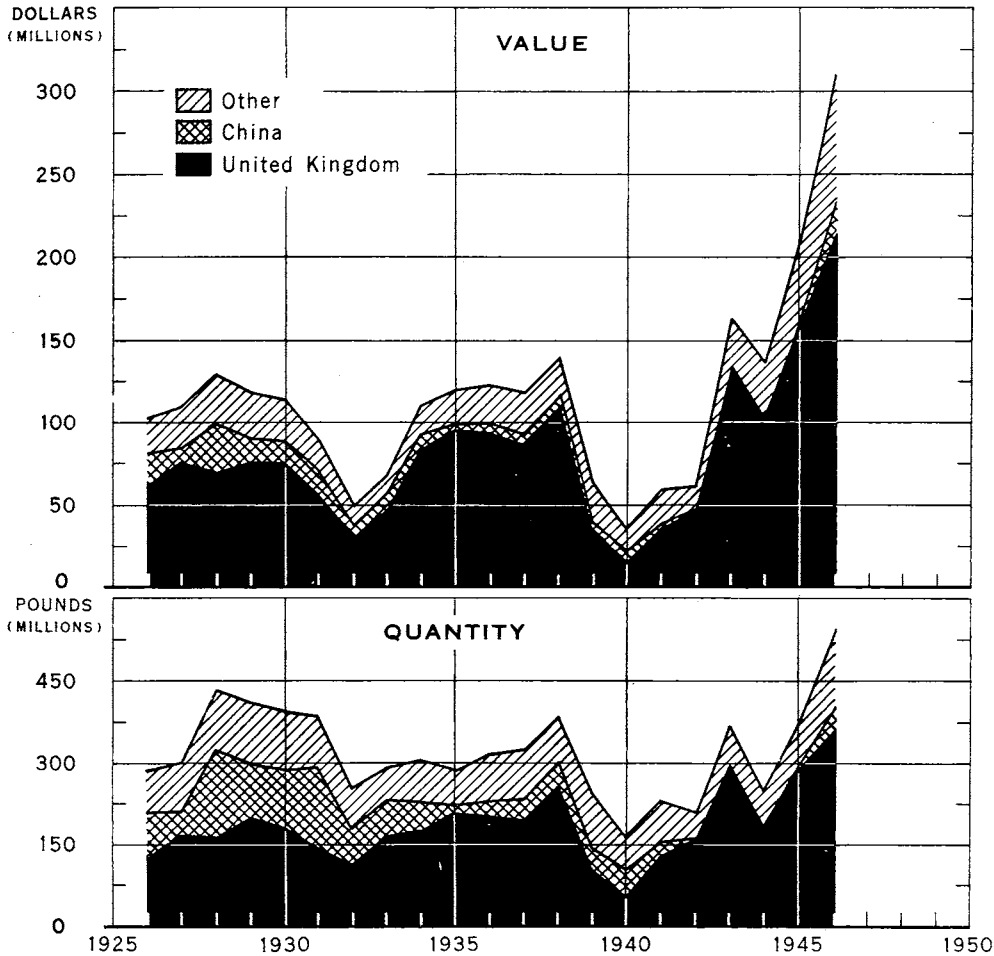 DOLLARS
(MILLIONS)
VALUE
300
250
200
150
100
50
0
Other
China
United Kingdom
POUNDS
(MILLIONS)
QUANTITY
450
300
150
0
1925 1930 1935 1940 1945 1950